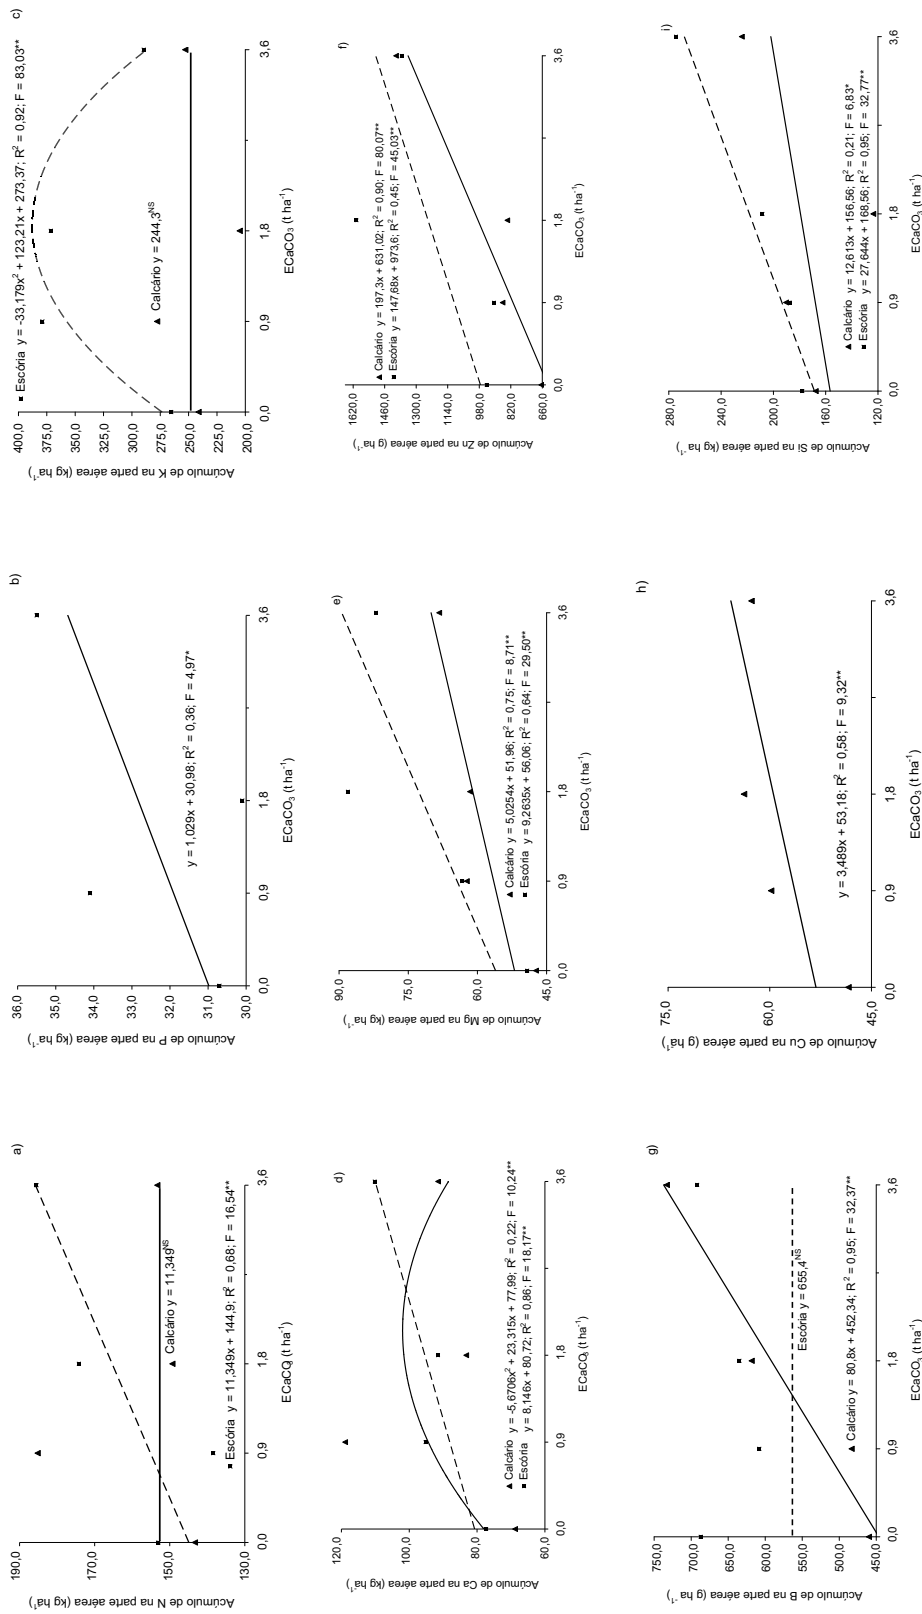 a)
190,0
170,0
150,0
130,0
Acúmulo de N na parte aérea (kg ha⁻¹)
Calcário y = 11,349ᴺˢ
Escória y = 11,349x + 144,9; R² = 0,68; F = 16,54**
0,0 0,9 1,8 3,6
ECaCO₃ (t ha⁻¹)
b)
36,0
35,0
34,0
33,0
32,0
31,0
30,0
Acúmulo de P na parte aérea (kg ha⁻¹)
y = 1,029x + 30,98; R² = 0,36; F = 4,97*
0,0 0,9 1,8 3,6
ECaCO₃ (t ha⁻¹)
c)
400,0
375,0
350,0
325,0
300,0
275,0
250,0
225,0
200,0
Acúmulo de K na parte aérea (kg ha⁻¹)
Escória y = -33,179x² + 123,21x + 273,37; R² = 0,92; F = 83,03**
Calcário y = 244,3ᴺˢ
0,0 0,9 1,8 3,6
ECaCO₃ (t ha⁻¹)
d)
120,0
100,0
80,0
60,0
Acúmulo de Ca na parte aérea (kg ha⁻¹)
Calcário y = -5,6706x² + 23,315x + 77,99; R² = 0,22; F = 10,24**
Escória y = 8,146x + 80,72; R² = 0,86; F = 18,17**
0,0 0,9 1,8 3,6
ECaCO₃ (t ha⁻¹)
e)
90,0
75,0
60,0
45,0
Acúmulo de Mg na parte aérea (kg ha⁻¹)
Calcário y = 5,0254x + 51,96; R² = 0,75; F = 8,71**
Escória y = 9,2635x + 56,06; R² = 0,64; F = 29,50**
0,0 0,9 1,8 3,6
ECaCO₃ (t ha⁻¹)
f)
1620,0
1460,0
1300,0
1140,0
980,0
820,0
660,0
Acúmulo de Zn na parte aérea (g ha⁻¹)
Calcário y = 197,3x + 631,02; R² = 0,90; F = 80,07**
Escória y = 147,68x + 973,6; R² = 0,45; F = 45,03**
0,0 0,9 1,8 3,6
ECaCO₃ (t ha⁻¹)
g)
750,0
700,0
650,0
600,0
550,0
500,0
450,0
Acúmulo de B na parte aérea (g ha⁻¹)
Escória y = 655,4ᴺˢ
Calcário y = 80,8x + 452,34; R² = 0,95; F = 32,37**
0,0 0,9 1,8 3,6
ECaCO₃ (t ha⁻¹)
h)
75,0
60,0
45,0
Acúmulo de Cu na parte aérea (g ha⁻¹)
y = 3,489x + 53,18; R² = 0,58; F = 9,32**
0,0 0,9 1,8 3,6
ECaCO₃ (t ha⁻¹)
i)
280,0
240,0
200,0
160,0
120,0
Acúmulo de Si na parte aérea (kg ha⁻¹)
Calcário y = 12,613x + 156,56; R² = 0,21; F = 6,83*
Escória y = 27,644x + 168,56; R² = 0,95; F = 32,77**
0,0 0,9 1,8 3,6
ECaCO₃ (t ha⁻¹)